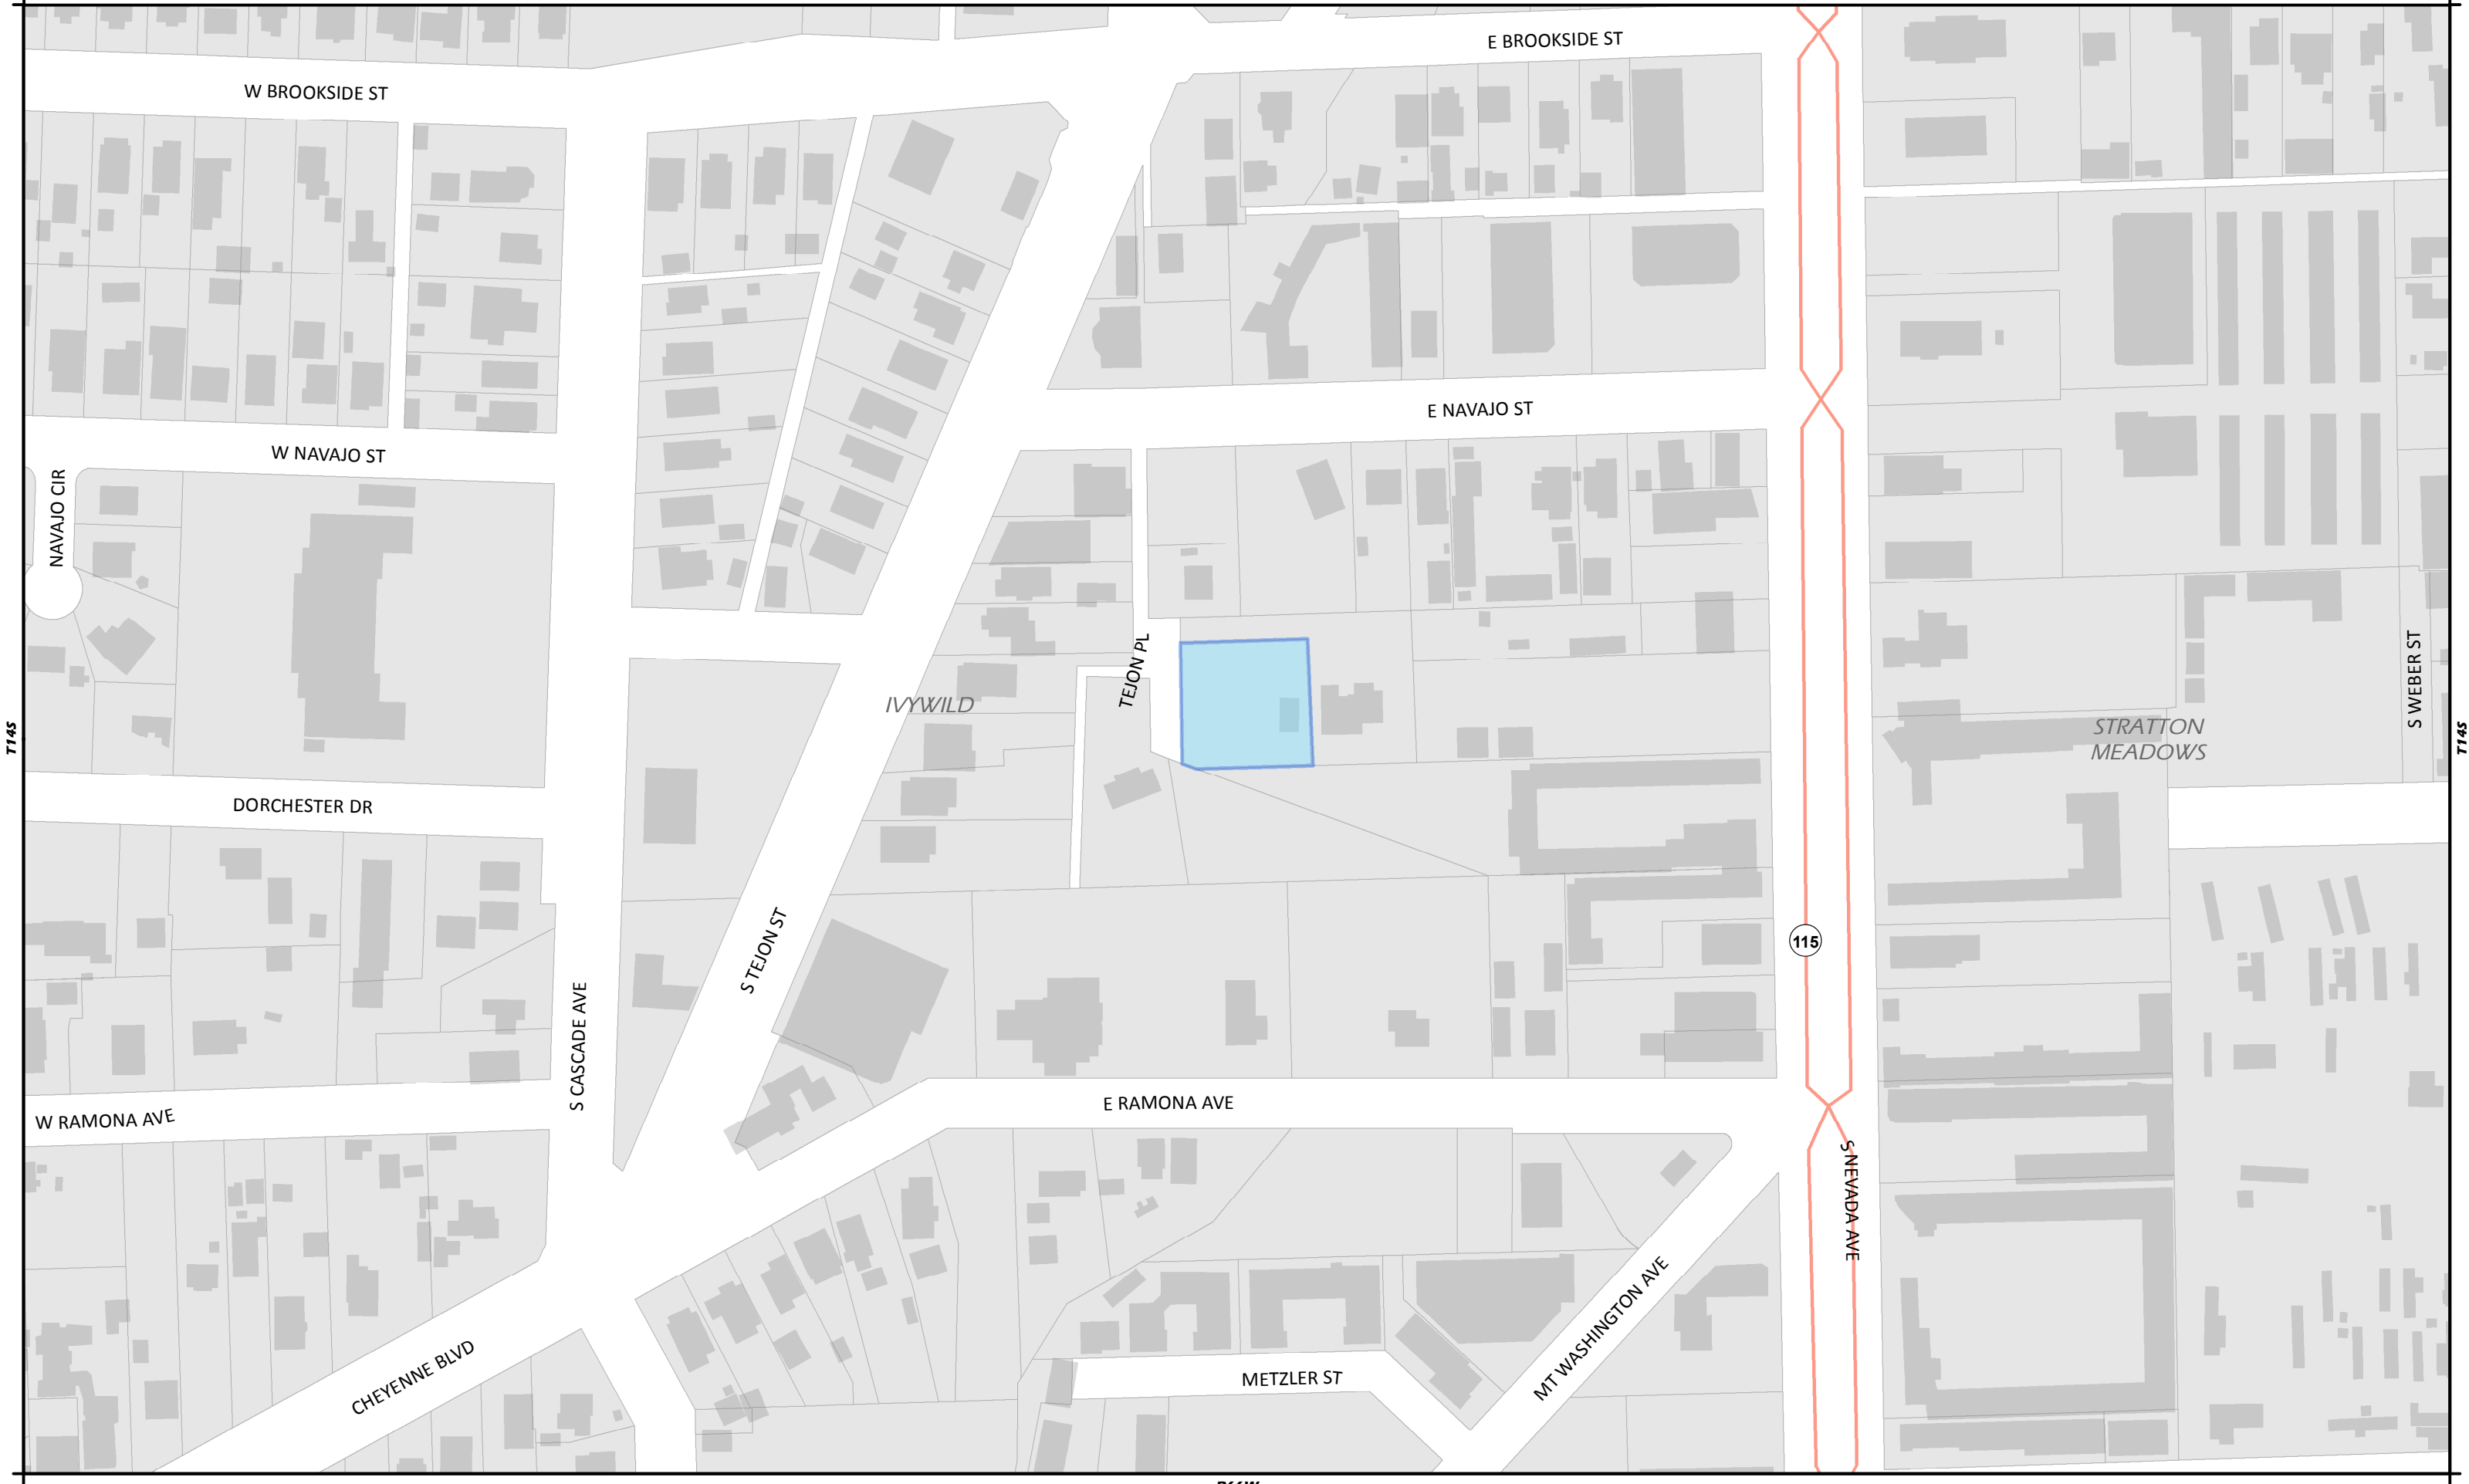 E BROOKSIDE ST
W BROOKSIDE ST
E NAVAJO ST
W NAVAJO ST
NAVAJO CIR
TEJON PL
S WEBER ST
IVYWILD
STRATTON
MEADOWS
T14S
T14S
DORCHESTER DR
S TEJON ST
115
S CASCADE AVE
E RAMONA AVE
W RAMONA AVE
S NEVADA AVE
MT WASHINGTON AVE
CHEYENNE BLVD
METZLER ST